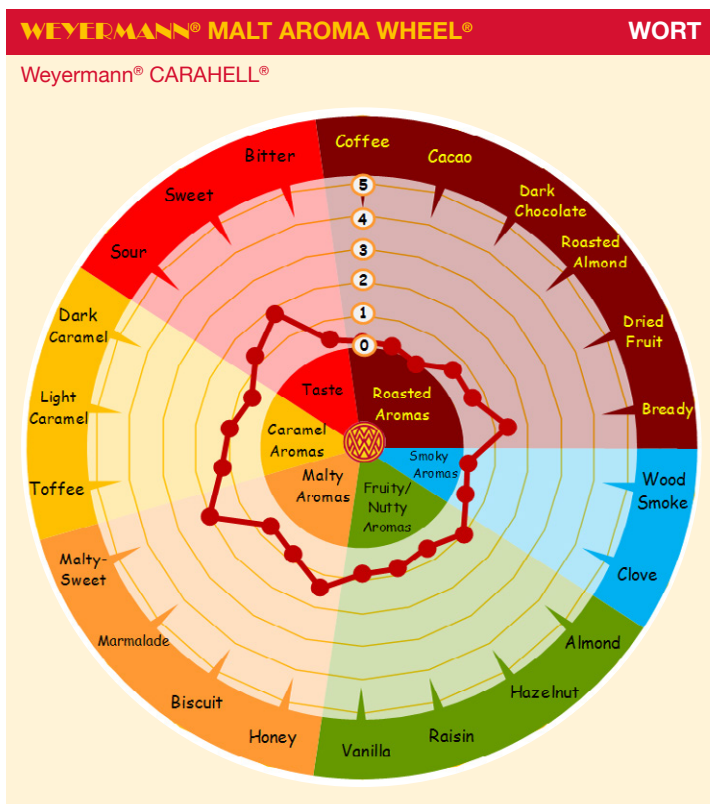 WEYERMANN® MALT AROMA WHEEL®
WORT
Weyermann® CARAHELL®
Coffee
Cacao
Dark
Chocolate
Roasted
Almond
Dried
Fruit
Bready
Wood
Smoke
Clove
Almond
Hazelnut
Raisin
Vanilla
Honey
Biscuit
Marmalade
Malty-
Sweet
Toffee
Light
Caramel
Dark
Caramel
Sour
Sweet
Bitter
5
4
3
2
1
0
Taste
Roasted
Aromas
Caramel
Aromas
Smoky
Aromas
Malty
Aromas
Fruity/
Nutty
Aromas